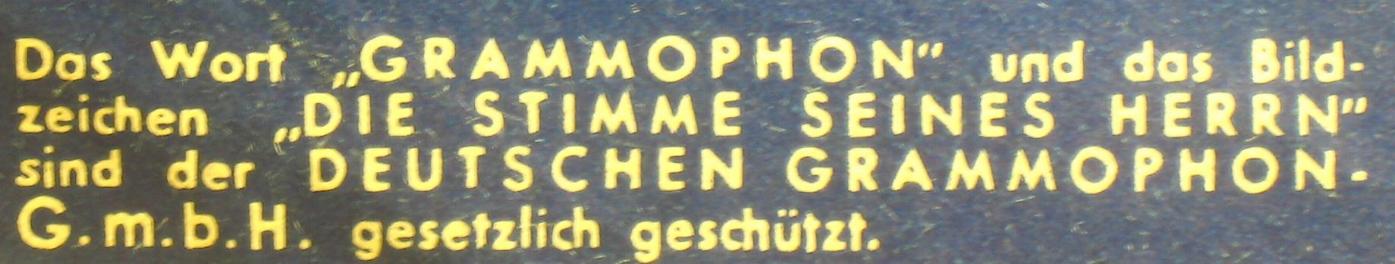 Das Wort „GRAMMOPHON“ und das Bild-
zeichen „DIE STIMME SEINES HERRN“
sind der DEUTSCHEN GRAMMOPHON-
G.m.b.H. gesetzlich geschützt.